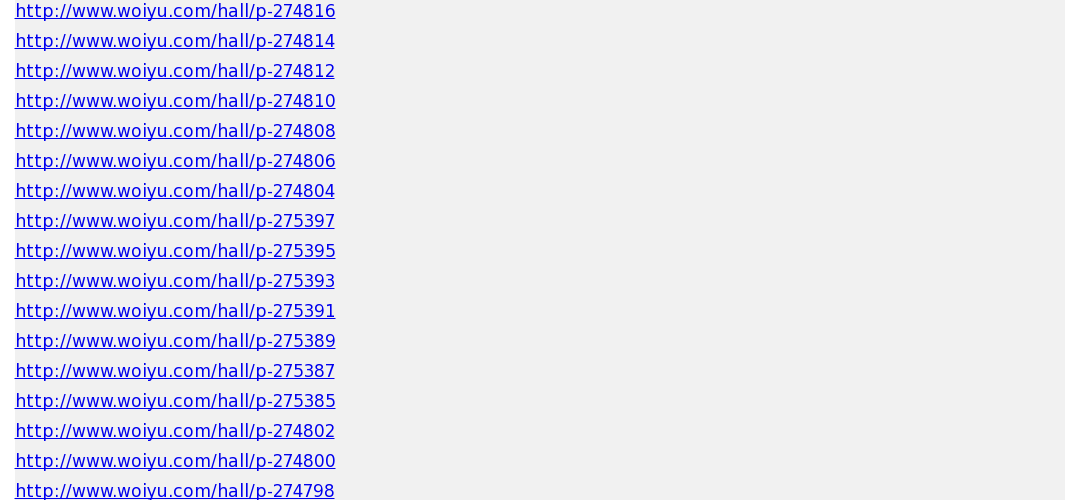 http://www.woiyu.com/hall/p-274816
http://www.woiyu.com/hall/p-274814
http://www.woiyu.com/hall/p-274812
http://www.woiyu.com/hall/p-274810
http://www.woiyu.com/hall/p-274808
http://www.woiyu.com/hall/p-274806
http://www.woiyu.com/hall/p-274804
http://www.woiyu.com/hall/p-275397
http://www.woiyu.com/hall/p-275395
http://www.woiyu.com/hall/p-275393
http://www.woiyu.com/hall/p-275391
http://www.woiyu.com/hall/p-275389
http://www.woiyu.com/hall/p-275387
http://www.woiyu.com/hall/p-275385
http://www.woiyu.com/hall/p-274802
http://www.woiyu.com/hall/p-274800
http://www.woiyu.com/hall/p-274798